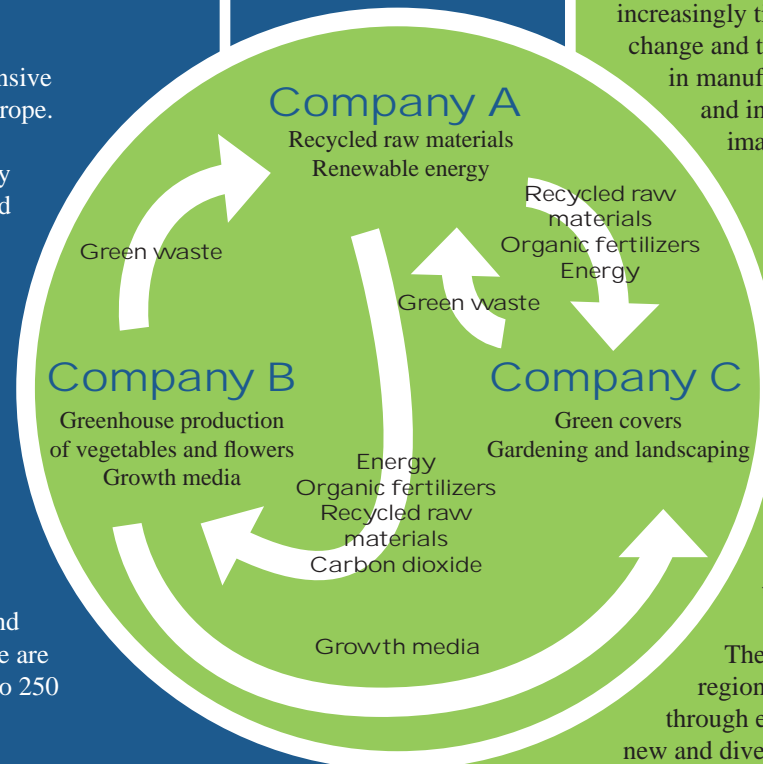 nsive
rope.
y
d
nd
e are
o 250
increasingly t
change and t
in manuf
and in
ima
Company A
Recycled raw materials
Renewable energy
Green waste
Recycled raw
materials
Organic fertilizers
Energy
Green waste
Company B
Greenhouse production
of vegetables and flowers
Growth media
Company C
Green covers
Gardening and landscaping
Energy
Organic fertilizers
Recycled raw
materials
Carbon dioxide
Growth media
The
region
through e
new and dive